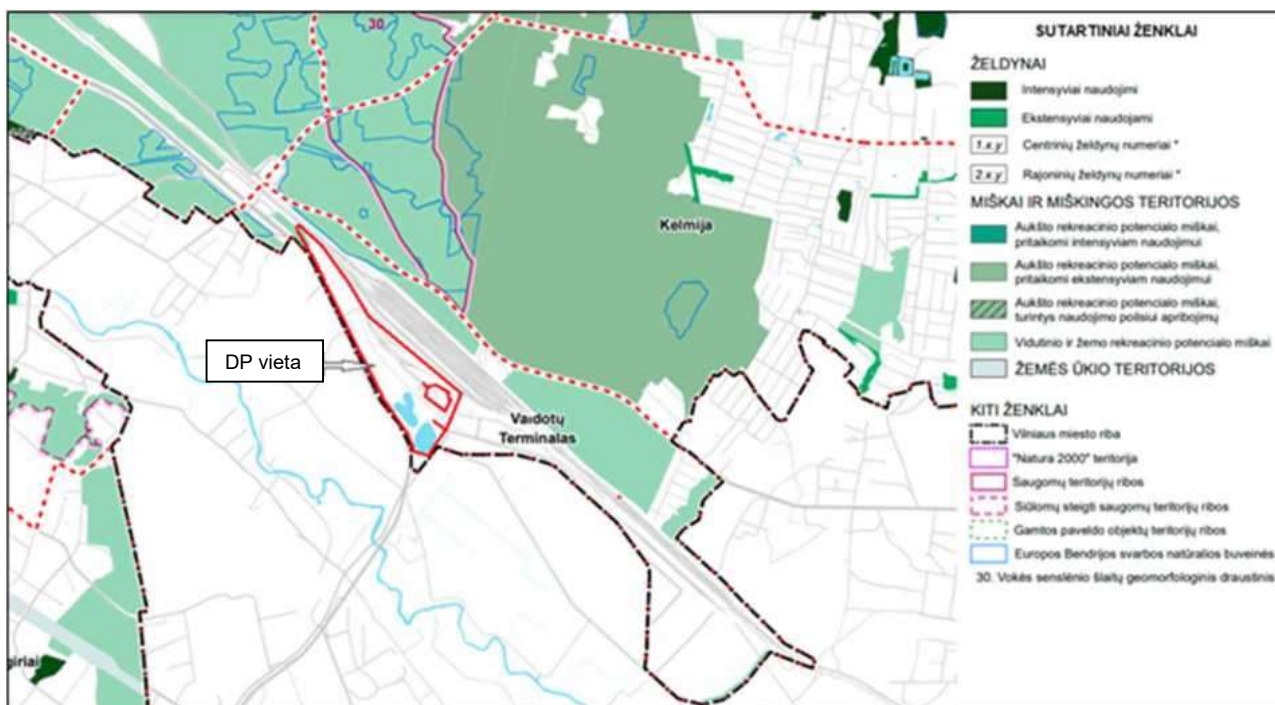 30
Kelmija
DP vieta
Vaidotų
Terminalas
giriai
SUTARTINIAI ŽENKLAI
ŽELDYNAI
Intensyviai naudojimi
Ekstensyviai naudojami
1.x.y Centrinių želdynų numeriai *
2.x.y Rajoninių želdynų numeriai *
MIŠKAI IR MIŠKINGOS TERITORIJOS
Aukšto rekreacinio potencialo miškai,
pritaikomi intensyviam naudojimui
Aukšto rekreacinio potencialo miškai,
pritaikomi ekstensyviam naudojimui
Aukšto rekreacinio potencialo miškai,
turintys naudojimo poilsiui apribojimų
Vidutinio ir žemo rekreacinio potencialo miškai
ŽEMĖS ŪKIO TERITORIJOS
KITI ŽENKLAI
Vilniaus miesto riba
"Natura 2000" teritorija
Saugomų teritorijų ribos
Siūlomų steigti saugomų teritorijų ribos
Gamtos paveldo objektų teritorijų ribos
Europos Bendrijos svarbos natūralios buveinės
30. Vokės senslėnio šlaitų geomorfologinis draustinis